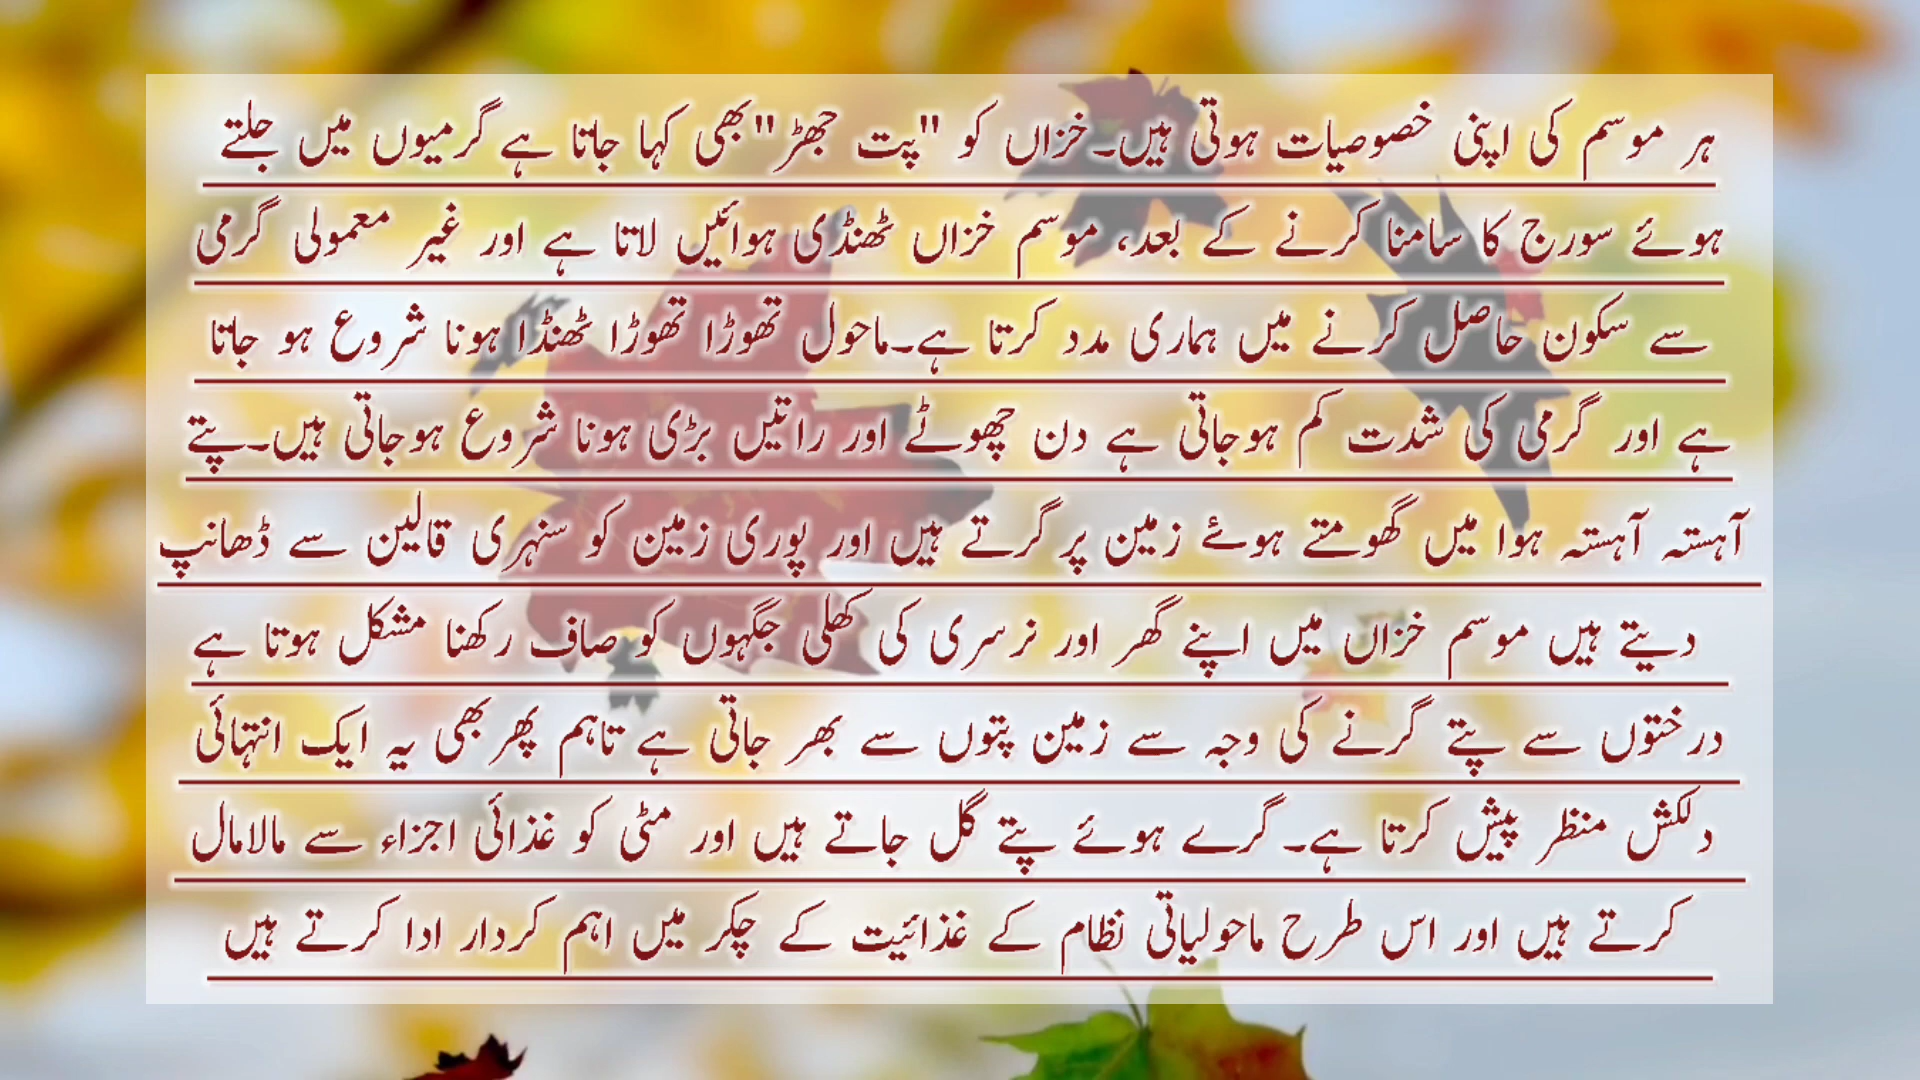 ہر موسم کی اپنی خصوصیات ہوتی ہیں۔خزاں کو "پت جھڑ"بھی کہا جاتا ہے گرمیوں میں جلتے
ہوئے سورج کا سامنا کرنے کے بعد، موسم خزاں ٹھنڈی ہوائیں لاتا ہے اور غیر معمولی گرمی
سے سکون حاصل کرنے میں ہماری مدد کرتا ہے۔ماحول تھوڑا تھوڑا ٹھنڈا ہونا شروع ہو جاتا
ہے اور گرمی کی شدت کم ہوجاتی ہے دن چھوٹے اور راتیں بڑی ہونا شروع ہوجاتی ہیں۔پتے
آہستہ آہستہ ہوا میں گھومتے ہوئے زمین پر گرتے ہیں اور پوری زمین کو سنہری قالین سے ڈھانپ
دیتے ہیں موسم خزاں میں اپنے گھر اور نرسری کی کھلی جگہوں کو صاف رکھنا مشکل ہوتا ہے
درختوں سے پتے گرنے کی وجہ سے زمین پتوں سے بھر جاتی ہے تاہم پھر بھی یہ ایک انتہائی
دلکش منظر پیش کرتا ہے۔ گرے ہوئے پتے گل جاتے ہیں اور مٹی کو غذائی اجزاء سے مالامال
کرتے ہیں اور اس طرح ماحولیاتی نظام کے غذائیت کے چکر میں اہم کردار ادا کرتے ہیں